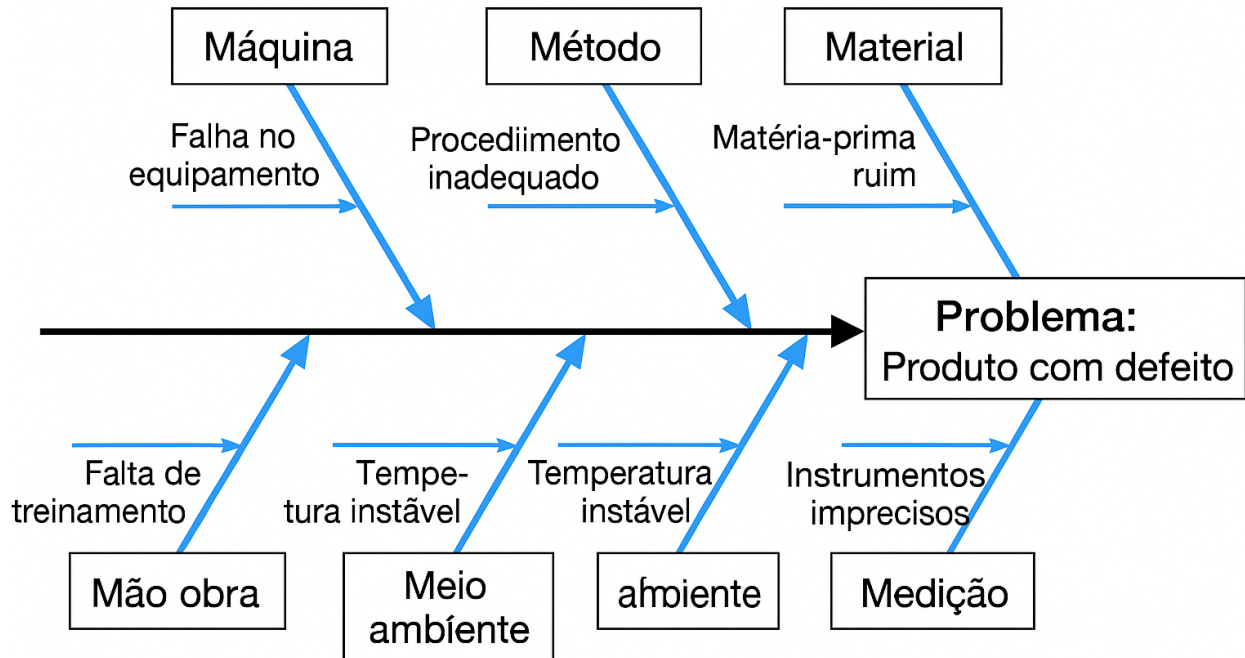 Máquina
Método
Material
Falha no
equipamento
Procediimento
inadequado
Matéria-prima
ruim
Problema:
Produto com defeito
Falta de
treinamento
Tempe-
tura instãvel
Temperatura
instável
Instrumentos
imprecisos
Mão obra
Meio
ambíente
Medição